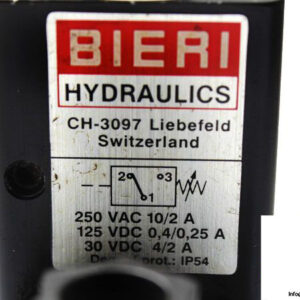 BIERI
HYDRAULICS
CH-3097 Liebefeld
Switzerland
2 3
1
250 VAC 10/2 A
125 VDC 0,4/0,25 A
30 VDC 4/2 A
prot.: IP54